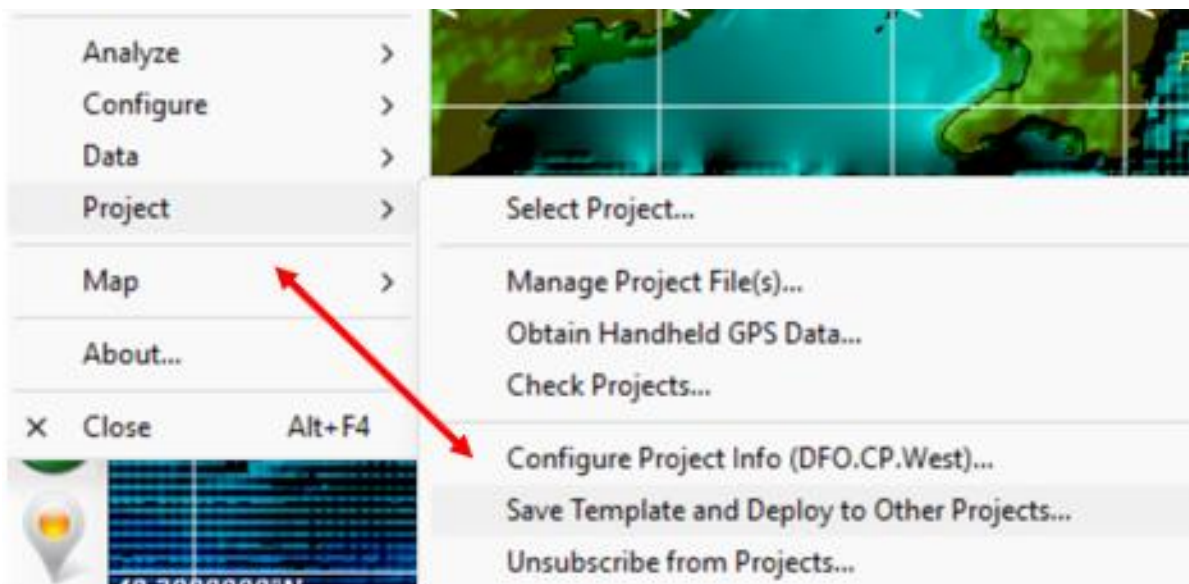 Analyze
Configure
Data
Project
Map
About...
Close Alt+F4
Select Project...
Manage Project File(s)...
Obtain Handheld GPS Data...
Check Projects...
Configure Project Info (DFO.CP.West)...
Save Template and Deploy to Other Projects...
Unsubscribe from Projects...